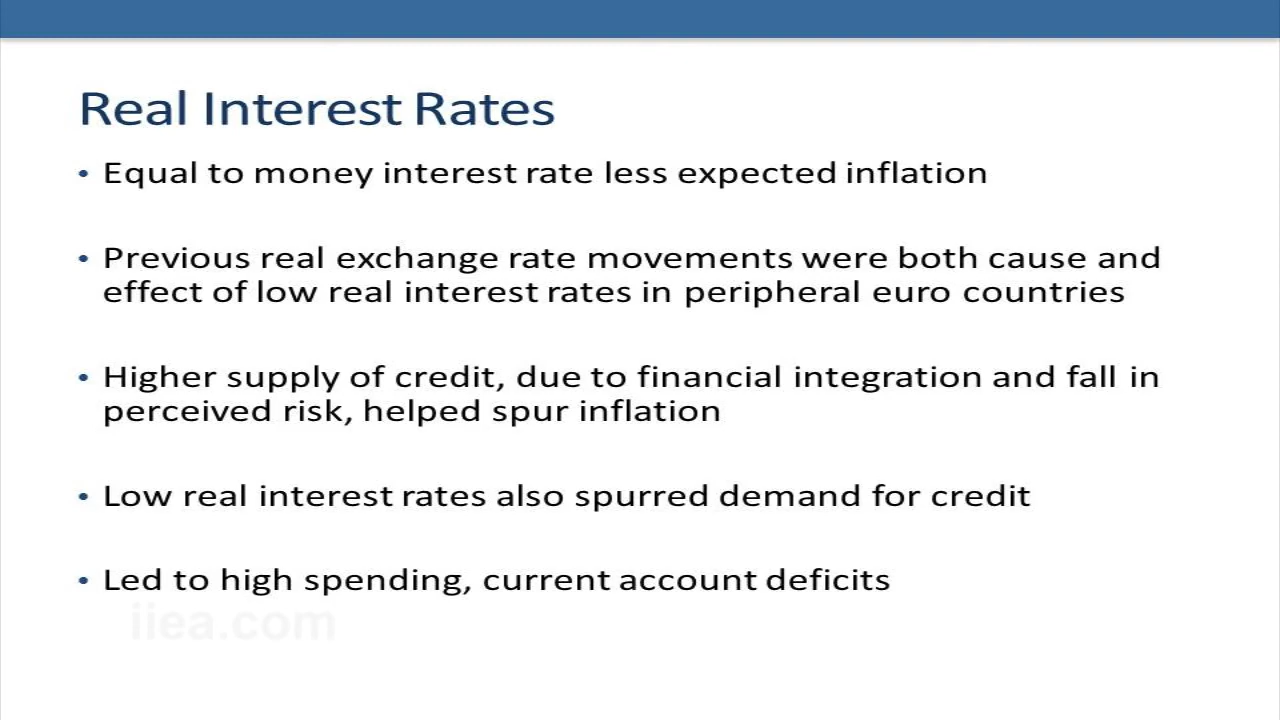 Real Interest Rates
• Equal to money interest rate less expected inflation
• Previous real exchange rate movements were both cause and
effect of low real interest rates in peripheral euro countries
• Higher supply of credit, due to financial integration and fall in
perceived risk, helped spur inflation
• Low real interest rates also spurred demand for credit
• Led to high spending, current account deficits
iiea.com